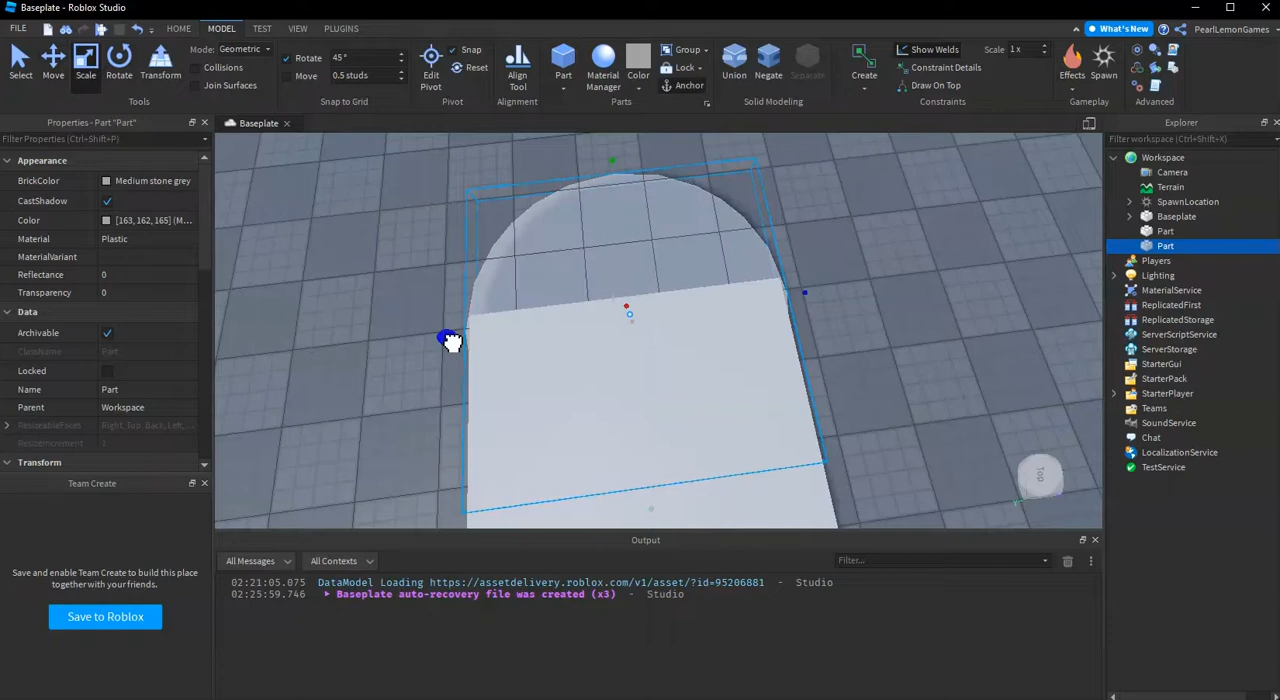 Baseplate - Roblox Studio
FILE HOME MODEL TEST VIEW PLUGINS What's New PearlLemonGames
Select Move Scale Rotate Transform
Mode: Geometric
Collisions
Join Surfaces
Tools
Rotate 45°
Move 0.5 studs
Snap to Grid
Edit Pivot
Snap
Reset
Pivot
Align Tool
Alignment
Part Material Manager Color
Group
Lock
Anchor
Parts
Union Negate Separate
Solid Modeling
Create
Show Welds Scale 1x
Constraint Details
Draw On Top
Constraints
Effects Spawn
Gameplay
Advanced
Properties - Part "Part"
Filter Properties (Ctrl+Shift+P)
Appearance
BrickColor Medium stone grey
CastShadow
Color [163, 162, 165] (M...
Material Plastic
MaterialVariant
Reflectance 0
Transparency 0
Data
Archivable
ClassName Part
Locked
Name Part
Parent Workspace
ResizeableFaces Right, Top, Back, Left, ...
ResizeIncrement 1
Transform
Team Create
Save and enable Team Create to build this place
together with your friends.
Save to Roblox
Baseplate
Top
Output
All Messages All Contexts Filter...
02:21:05.075 DataModel Loading https://assetdelivery.roblox.com/v1/asset/?id=95206881 - Studio
02:25:59.746 Baseplate auto-recovery file was created (x3) - Studio
Explorer
Filter workspace (Ctrl+Shift+X)
Workspace
Camera
Terrain
SpawnLocation
Baseplate
Part
Part
Players
Lighting
MaterialService
ReplicatedFirst
ReplicatedStorage
ServerScriptService
ServerStorage
StarterGui
StarterPack
StarterPlayer
Teams
SoundService
Chat
LocalizationService
TestService